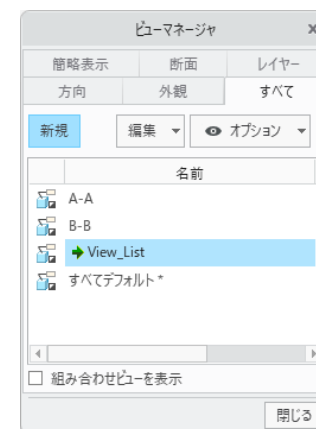 ビューマネージャ ×
簡略表示 断面 レイヤー
方向 外観 すべて
新規 編集 オプション
名前
A-A
B-B
View_List
すべてデフォルト *
組み合わせビューを表示
閉じる